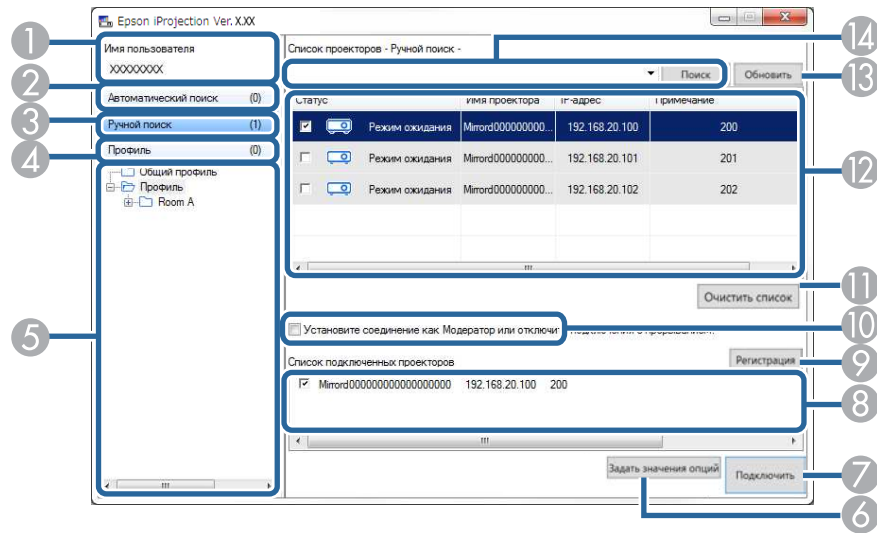 Epson iProjection Ver. X.XX
1
Имя пользователя
XXXXXXXX
2
Автоматический поиск (0)
3
Ручной поиск (1)
4
Профиль (0)
5
Общий профиль
Профиль
Room A
Список проекторов - Ручной поиск -
14
Поиск
Обновить
13
Статус Имя проектора IP-адрес Примечание
Режим ожидания Mirrord000000000... 192.168.20.100 200
Режим ожидания Mirrord000000000... 192.168.20.101 201
Режим ожидания Mirrord000000000... 192.168.20.102 202
12
Очистить список
11
Установите соединение как Модератор или отключи
10
Список подключенных проекторов
Регистрация
9
Mirrord00000000000000000000 192.168.20.100 200
8
Задать значения опций
Подключить
7
6